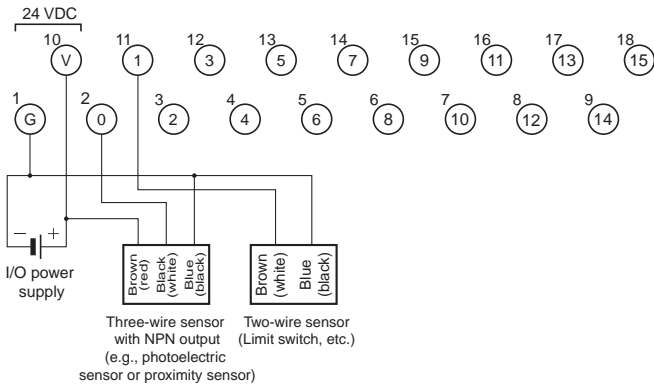 24 VDC
10 11 12 13 14 15 16 17 18
V 1 3 5 7 9 11 13 15
1 2 3 4 5 6 7 8 9
G 0 2 4 6 8 10 12 14
− +
I/O power
supply
Brown
(red)
Black
(white)
Blue
(black)
Brown
(white)
Blue
(black)
Three-wire sensor
with NPN output
(e.g., photoelectric
sensor or proximity sensor)
Two-wire sensor
(Limit switch, etc.)